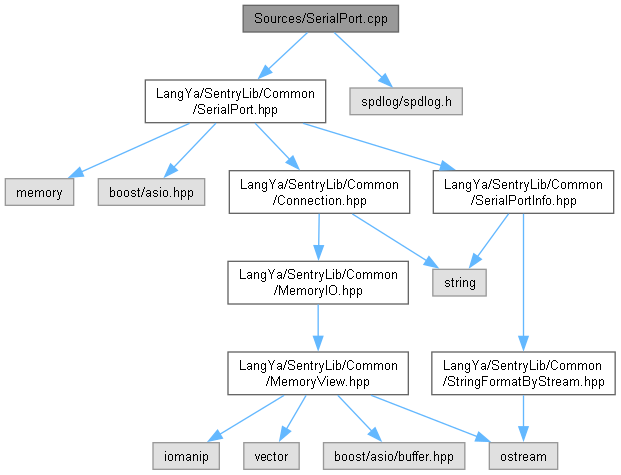 Sources/SerialPort.cpp
LangYa/SentryLib/Common
/SerialPort.hpp
spdlog/spdlog.h
memory
boost/asio.hpp
LangYa/SentryLib/Common
/Connection.hpp
LangYa/SentryLib/Common
/SerialPortInfo.hpp
LangYa/SentryLib/Common
/MemoryIO.hpp
string
LangYa/SentryLib/Common
/MemoryView.hpp
LangYa/SentryLib/Common
/StringFormatByStream.hpp
iomanip
vector
boost/asio/buffer.hpp
ostream